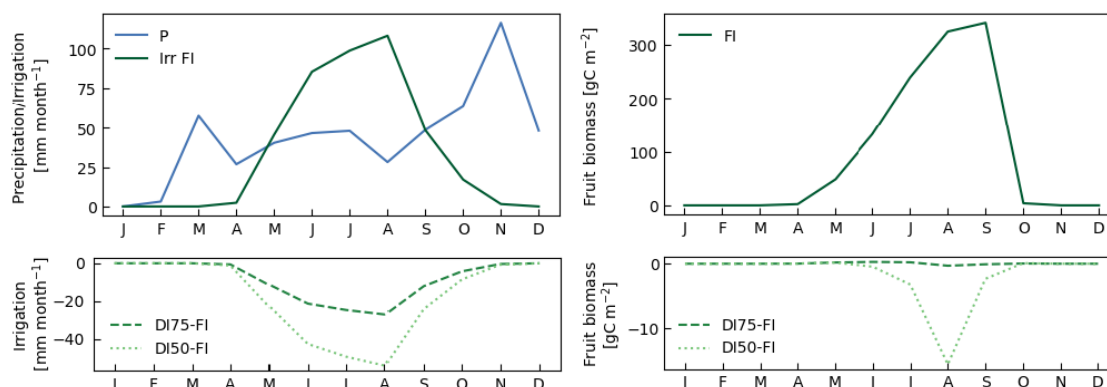 Precipitation/Irrigation
[mm month⁻¹]
100
75
50
25
0
P
Irr FI
J F M A M J J A S O N D
Fruit biomass [gC m⁻²]
300
200
100
0
FI
J F M A M J J A S O N D
Irrigation
[mm month⁻¹]
0
−20
−40
DI75-FI
DI50-FI
J F M A M J J A S O N D
Fruit biomass
[gC m⁻²]
0
−10
DI75-FI
DI50-FI
J F M A M J J A S O N D